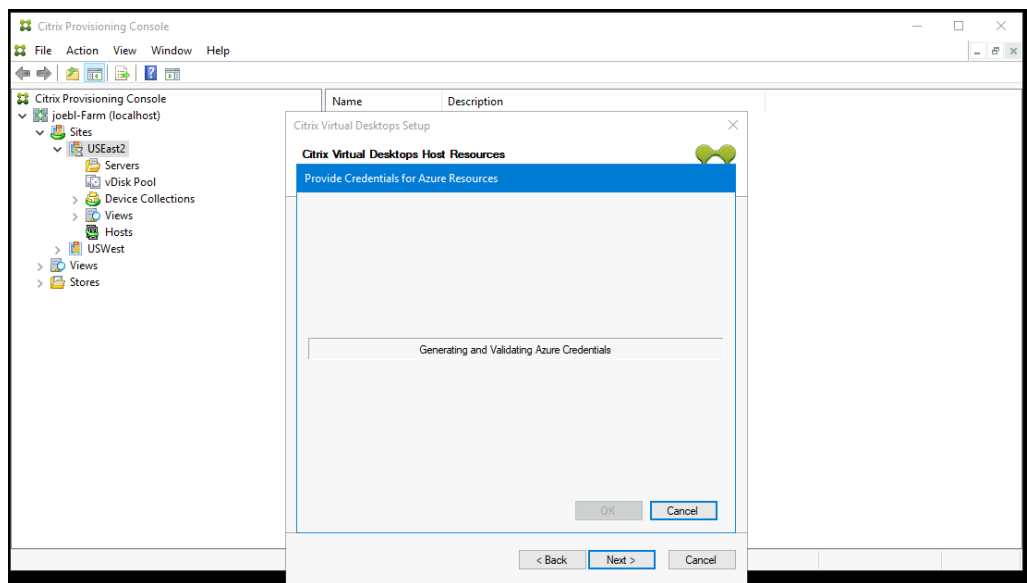 Citrix Provisioning Console
File Action View Window Help
Citrix Provisioning Console
joebl-Farm (localhost)
Sites
USEast2
Servers
vDisk Pool
Device Collections
Views
Hosts
USWest
Views
Stores
Name Description
Citrix Virtual Desktops Setup
Citrix Virtual Desktops Host Resources
Provide Credentials for Azure Resources
Generating and Validating Azure Credentials
OK Cancel
< Back Next > Cancel